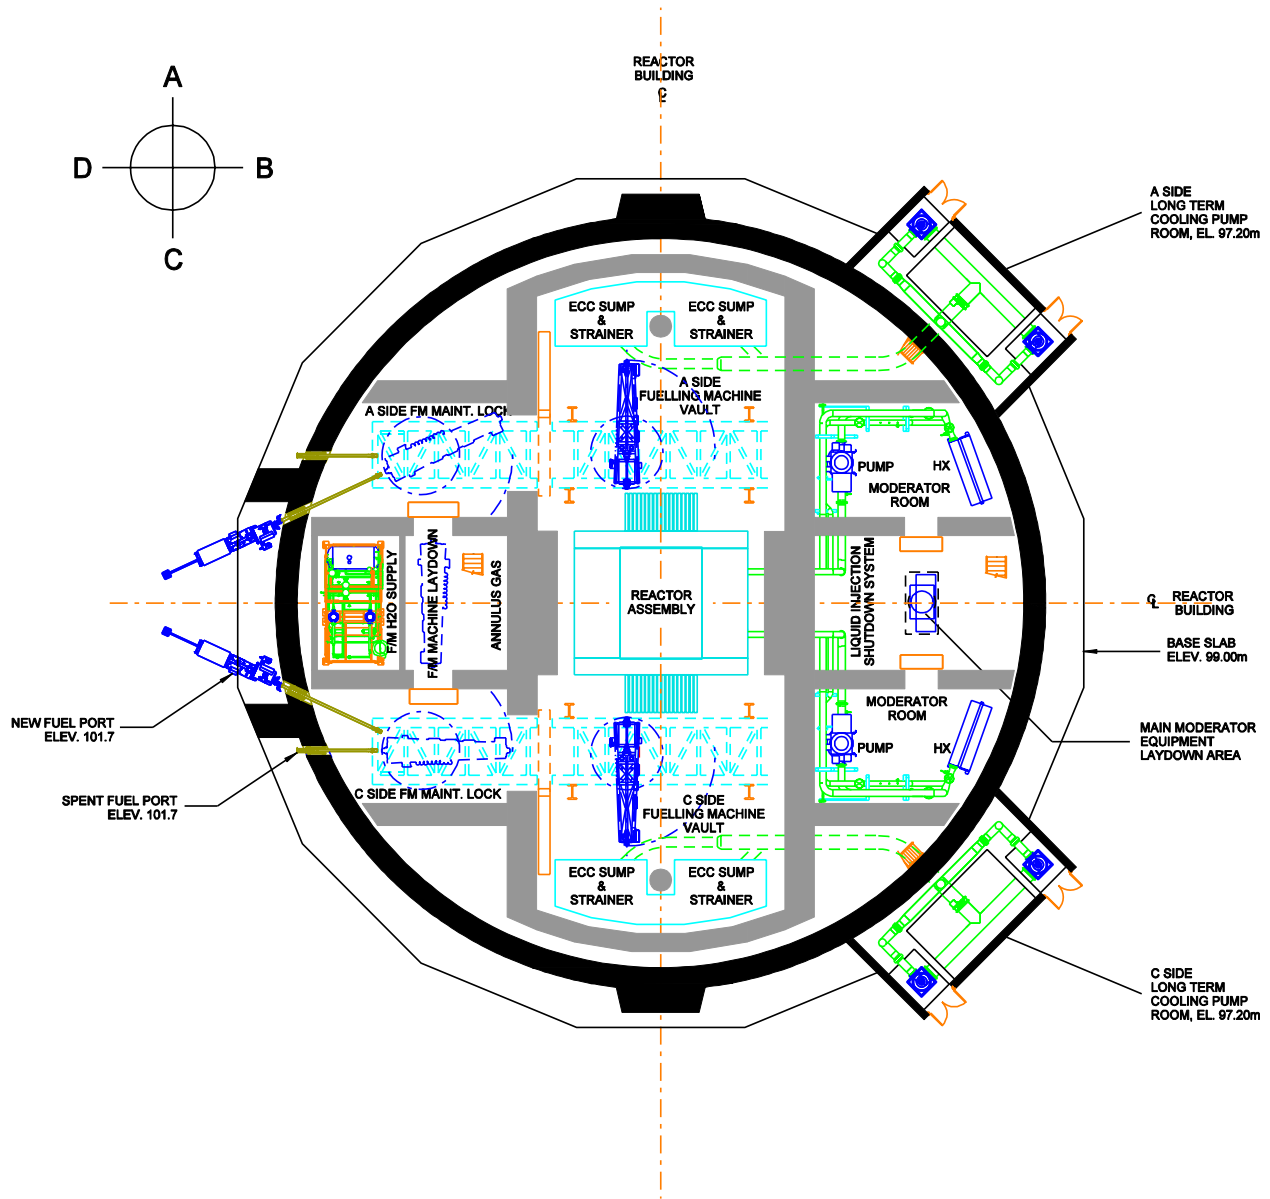 REACTOR
BUILDING
℄
A
D
B
C
A SIDE
LONG TERM
COOLING PUMP
ROOM, EL. 97.20m
ECC SUMP
&
STRAINER
ECC SUMP
&
STRAINER
A SIDE
FUELLING MACHINE
VAULT
A SIDE FM MAINT. LOCK
PUMP
HX
MODERATOR
ROOM
F/M H2O SUPPLY
F/M MACHINE LAYDOWN
ANNULUS GAS
REACTOR
ASSEMBLY
LIQUID INJECTION
SHUTDOWN SYSTEM
℄ REACTOR
BUILDING
BASE SLAB
ELEV. 99.00m
MODERATOR
ROOM
NEW FUEL PORT
ELEV. 101.7
PUMP
HX
MAIN MODERATOR
EQUIPMENT
LAYDOWN AREA
C SIDE FM MAINT. LOCK
SPENT FUEL PORT
ELEV. 101.7
C SIDE
FUELLING MACHINE
VAULT
ECC SUMP
&
STRAINER
ECC SUMP
&
STRAINER
C SIDE
LONG TERM
COOLING PUMP
ROOM, EL. 97.20m